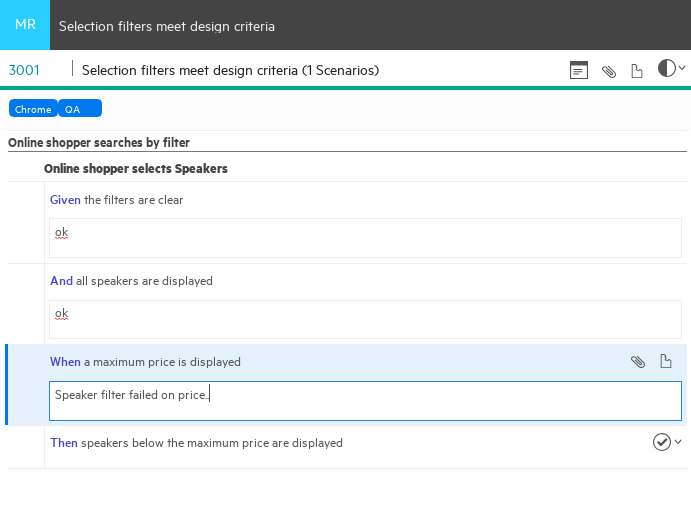 MR Selection filters meet design criteria
3001 Selection filters meet design criteria (1 Scenarios)
Chrome QA
Online shopper searches by filter
Online shopper selects Speakers
Given the filters are clear
ok
And all speakers are displayed
ok
When a maximum price is displayed
Speaker filter failed on price..
Then speakers below the maximum price are displayed